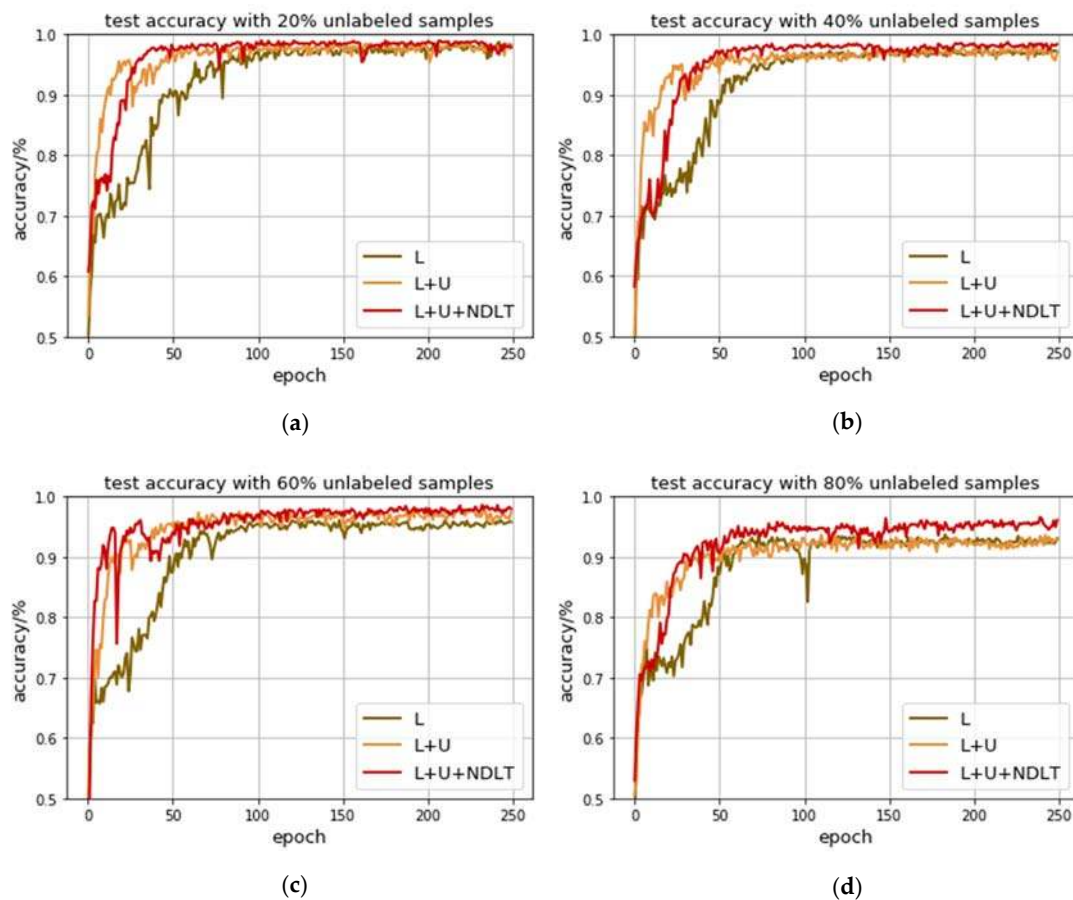 test accuracy with 20% unlabeled samples
1.0
0.9
0.8
0.7
0.6
0.5
accuracy/%
0 50 100 150 200 250
epoch
L
L+U
L+U+NDLT
(a)
test accuracy with 40% unlabeled samples
1.0
0.9
0.8
0.7
0.6
0.5
accuracy/%
0 50 100 150 200 250
epoch
L
L+U
L+U+NDLT
(b)
test accuracy with 60% unlabeled samples
1.0
0.9
0.8
0.7
0.6
0.5
accuracy/%
0 50 100 150 200 250
epoch
L
L+U
L+U+NDLT
(c)
test accuracy with 80% unlabeled samples
1.0
0.9
0.8
0.7
0.6
0.5
accuracy/%
0 50 100 150 200 250
epoch
L
L+U
L+U+NDLT
(d)